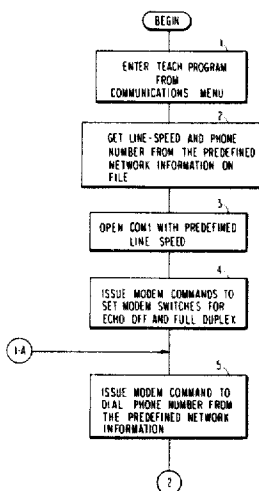 BEGIN
1
ENTER TEACH PROGRAM
FROM
COMMUNICATIONS MENU
2
GET LINE-SPEED AND PHONE
NUMBER FROM THE PREDEFINED
NETWORK INFORMATION ON
FILE
3
OPEN COM1 WITH PREDEFINED
LINE SPEED
4
ISSUE MODEM COMMANDS TO
SET MODEM SWITCHES FOR
ECHO OFF AND FULL DUPLEX
1-A
5
ISSUE MODEM COMMAND TO
DIAL PHONE NUMBER FROM
THE PREDEFINED NETWORK
INFORMATION
2